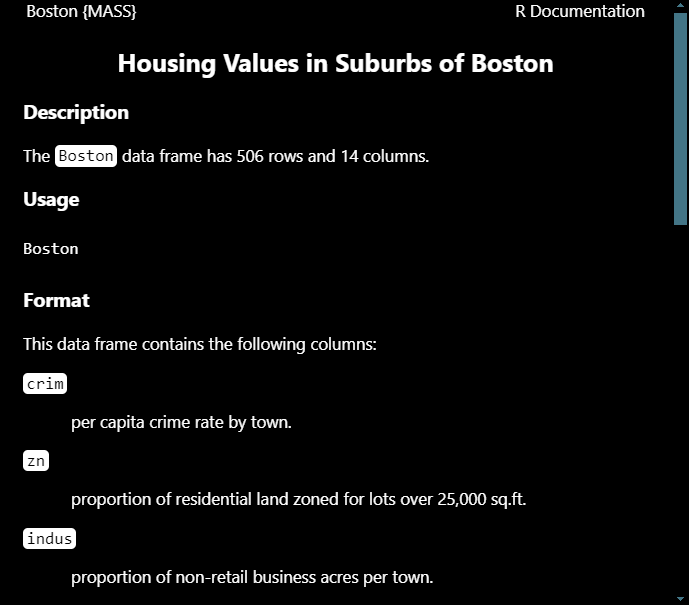 Boston {MASS} R Documentation
Housing Values in Suburbs of Boston
Description
The Boston data frame has 506 rows and 14 columns.
Usage
Boston
Format
This data frame contains the following columns:
crim
per capita crime rate by town.
zn
proportion of residential land zoned for lots over 25,000 sq.ft.
indus
proportion of non-retail business acres per town.